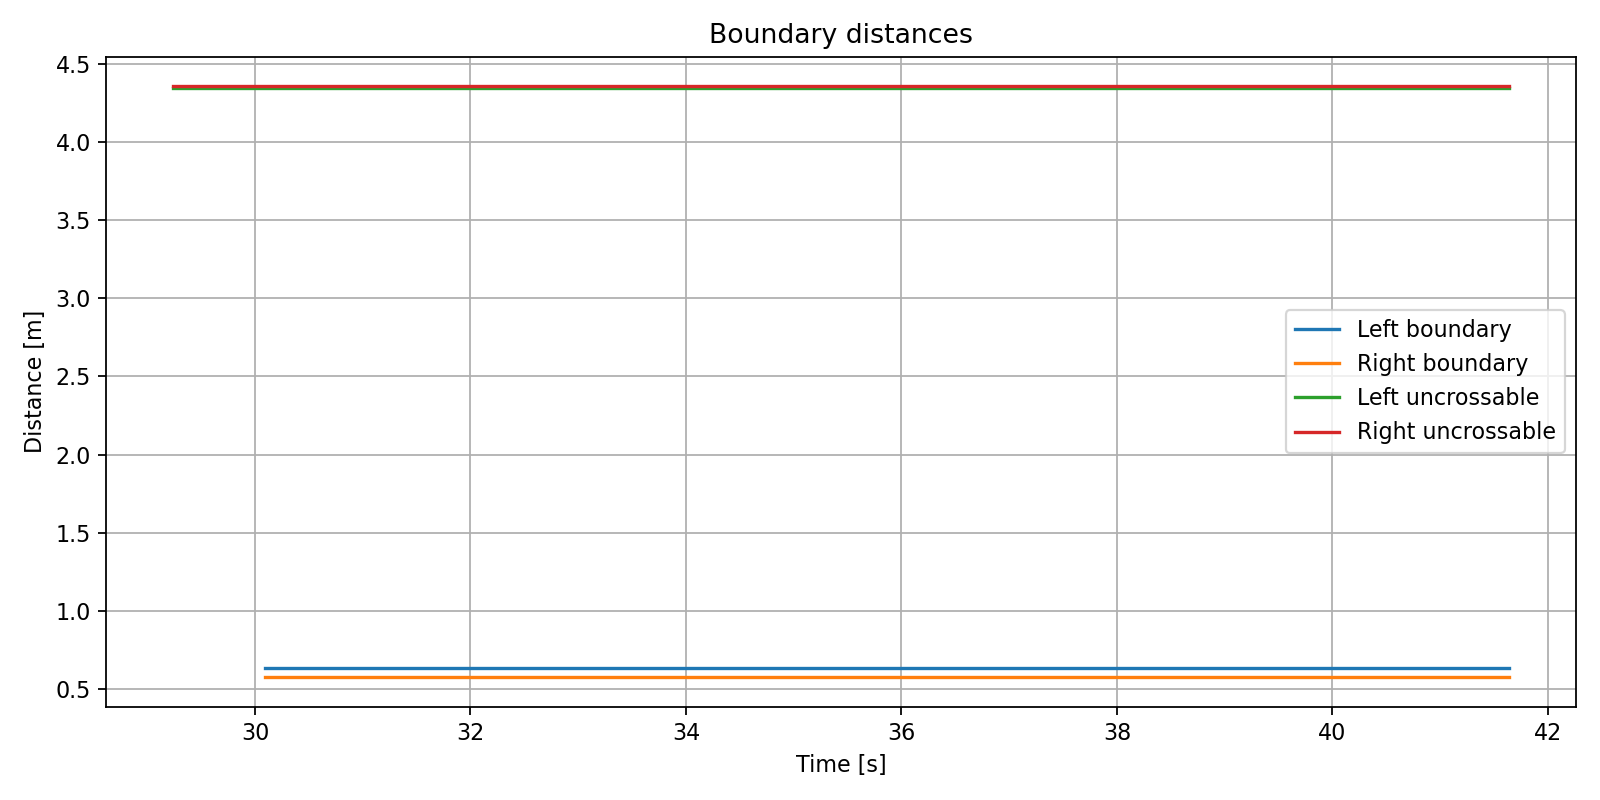 Boundary distances
4.5
4.0
3.5
3.0
2.5
2.0
1.5
1.0
0.5
Distance [m]
Left boundary
Right boundary
Left uncrossable
Right uncrossable
30 32 34 36 38 40 42
Time [s]